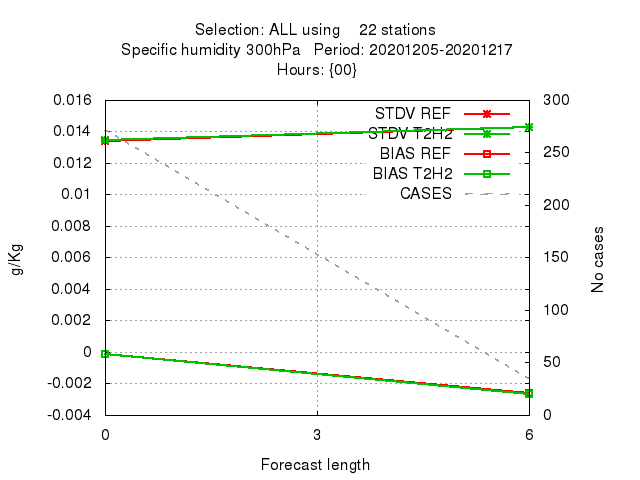 Selection: ALL using 22 stations
Specific humidity 300hPa Period: 20201205-20201217
Hours: {00}
0.016
0.014
0.012
0.01
0.008
0.006
0.004
0.002
0
-0.002
-0.004
g/Kg
STDV REF
STDV T2H2
BIAS REF
BIAS T2H2
CASES
300
250
200
150
100
50
0
No cases
0 3 6
Forecast length